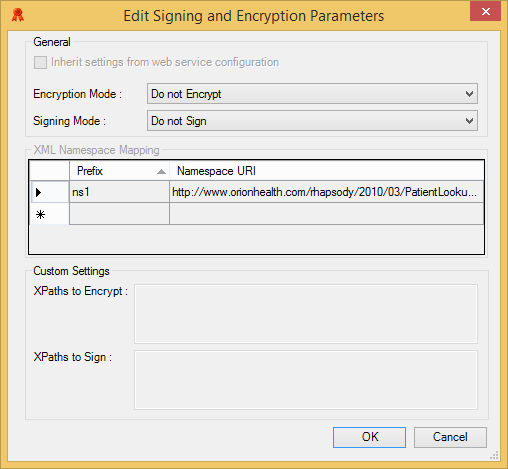 Edit Signing and Encryption Parameters
General
Inherit settings from web service configuration
Encryption Mode :
Do not Encrypt
Signing Mode :
Do not Sign
XML Namespace Mapping
Prefix
Namespace URI
ns1
http://www.orionhealth.com/rhapsody/2010/03/PatientLooku...
Custom Settings
XPaths to Encrypt :
XPaths to Sign :
OK
Cancel